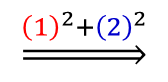 (1)²+(2)²
⟹